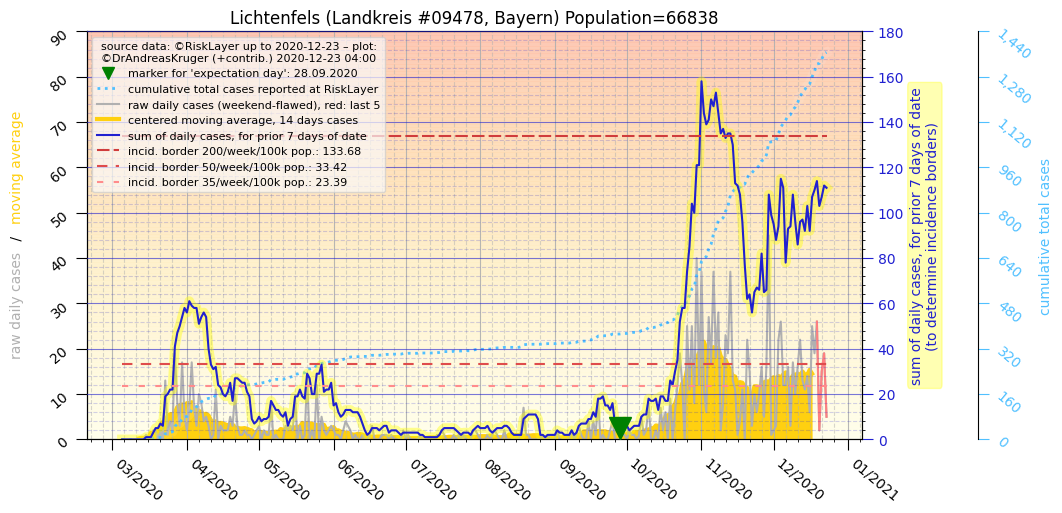 Lichtenfels (Landkreis #09478, Bayern) Population=66838
source data: ©RiskLayer up to 2020-12-23 – plot:
©DrAndreasKruger (+contrib.) 2020-12-23 04:00
marker for 'expectation day': 28.09.2020
cumulative total cases reported at RiskLayer
raw daily cases (weekend-flawed), red: last 5
centered moving average, 14 days cases
sum of daily cases, for prior 7 days of date
incid. border 200/week/100k pop.: 133.68
incid. border 50/week/100k pop.: 33.42
incid. border 35/week/100k pop.: 23.39
raw daily cases / moving average
90
80
70
60
50
40
30
20
10
0
180
160
140
120
100
80
60
40
20
0
sum of daily cases, for prior 7 days of date
(to determine incidence borders)
1,440
1,280
1,120
960
800
640
480
320
160
0
cumulative total cases
03/2020
04/2020
05/2020
06/2020
07/2020
08/2020
09/2020
10/2020
11/2020
12/2020
01/2021